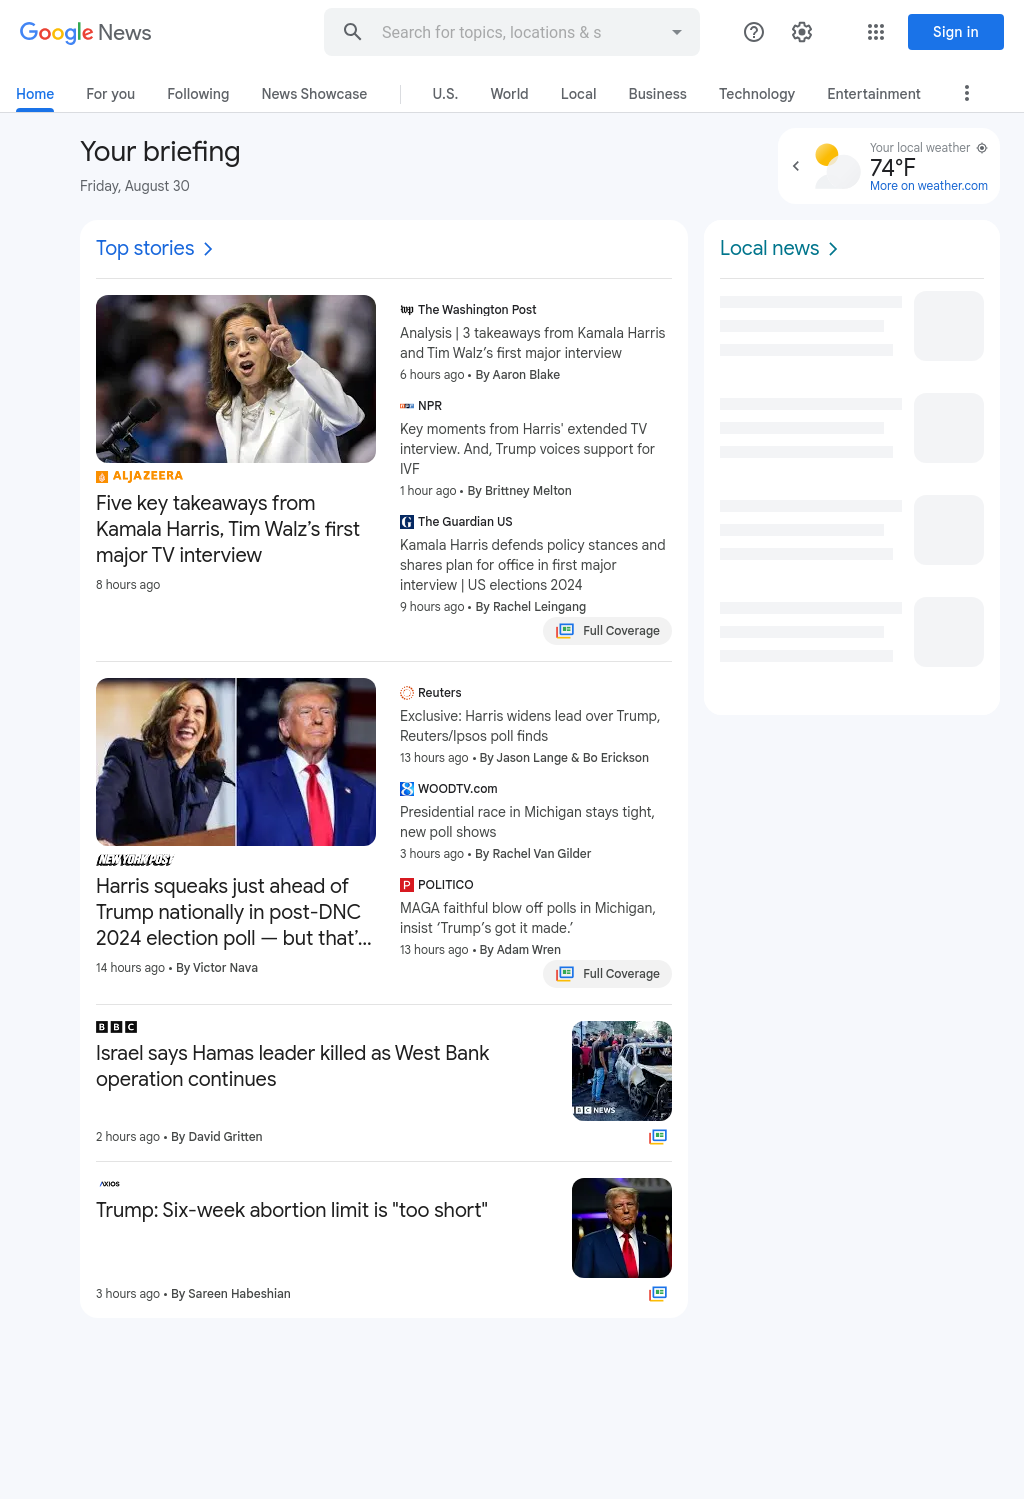 Google News
Search for topics, locations & s
Sign in
Home
For you
Following
News Showcase
U.S.
World
Local
Business
Technology
Entertainment
Your briefing
Friday, August 30
Your local weather
74°F
More on weather.com
Top stories
ALJAZEERA
Five key takeaways from
Kamala Harris, Tim Walz’s first
major TV interview
8 hours ago
wp The Washington Post
Analysis | 3 takeaways from Kamala Harris
and Tim Walz’s first major interview
6 hours ago • By Aaron Blake
NPR
Key moments from Harris' extended TV
interview. And, Trump voices support for
IVF
1 hour ago • By Brittney Melton
G The Guardian US
Kamala Harris defends policy stances and
shares plan for office in first major
interview | US elections 2024
9 hours ago • By Rachel Leingang
Full Coverage
NEW YORK POST
Harris squeaks just ahead of
Trump nationally in post-DNC
2024 election poll — but that’...
14 hours ago • By Victor Nava
Reuters
Exclusive: Harris widens lead over Trump,
Reuters/Ipsos poll finds
13 hours ago • By Jason Lange & Bo Erickson
8 WOODTV.com
Presidential race in Michigan stays tight,
new poll shows
3 hours ago • By Rachel Van Gilder
P POLITICO
MAGA faithful blow off polls in Michigan,
insist ‘Trump’s got it made.’
13 hours ago • By Adam Wren
Full Coverage
BBC
Israel says Hamas leader killed as West Bank
operation continues
2 hours ago • By David Gritten
BBC NEWS
AXIOS
Trump: Six-week abortion limit is "too short"
3 hours ago • By Sareen Habeshian
Local news